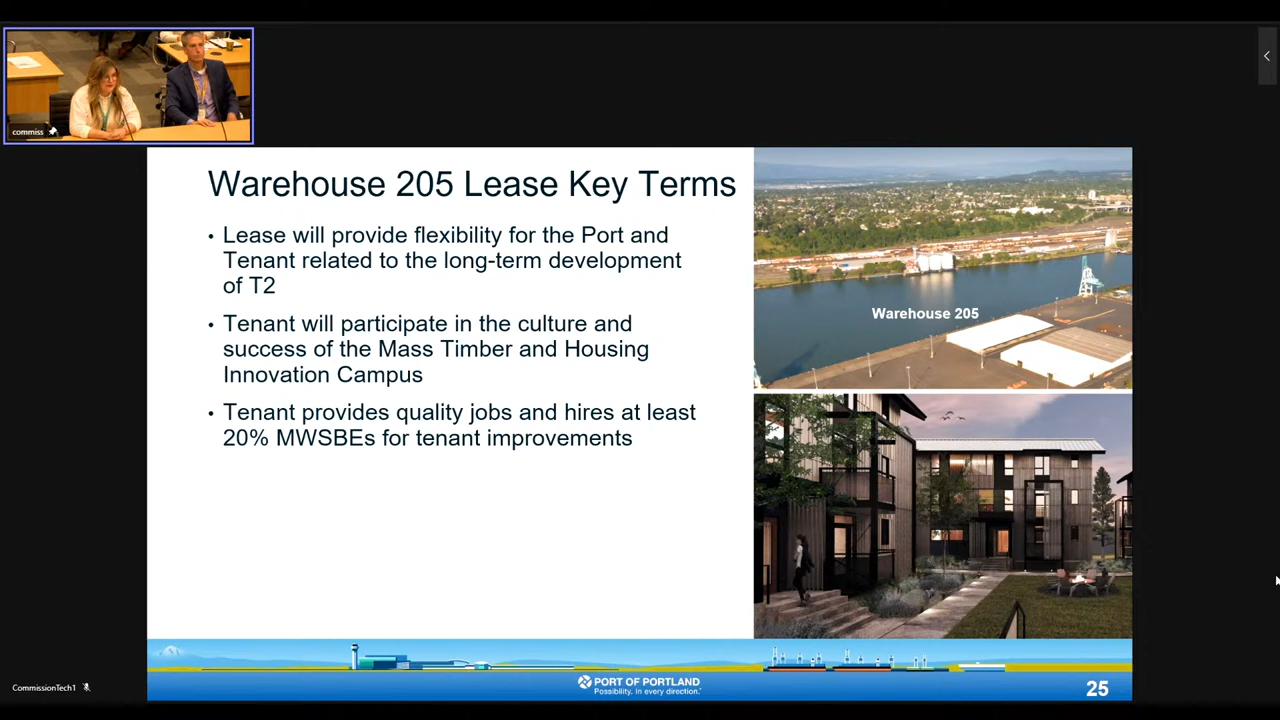 commiss
Warehouse 205 Lease Key Terms
• Lease will provide flexibility for the Port and
Tenant related to the long-term development
of T2
• Tenant will participate in the culture and
success of the Mass Timber and Housing
Innovation Campus
• Tenant provides quality jobs and hires at least
20% MWSBEs for tenant improvements
Warehouse 205
PORT OF PORTLAND
Possibility. in every direction.™
25
CommissionTech1